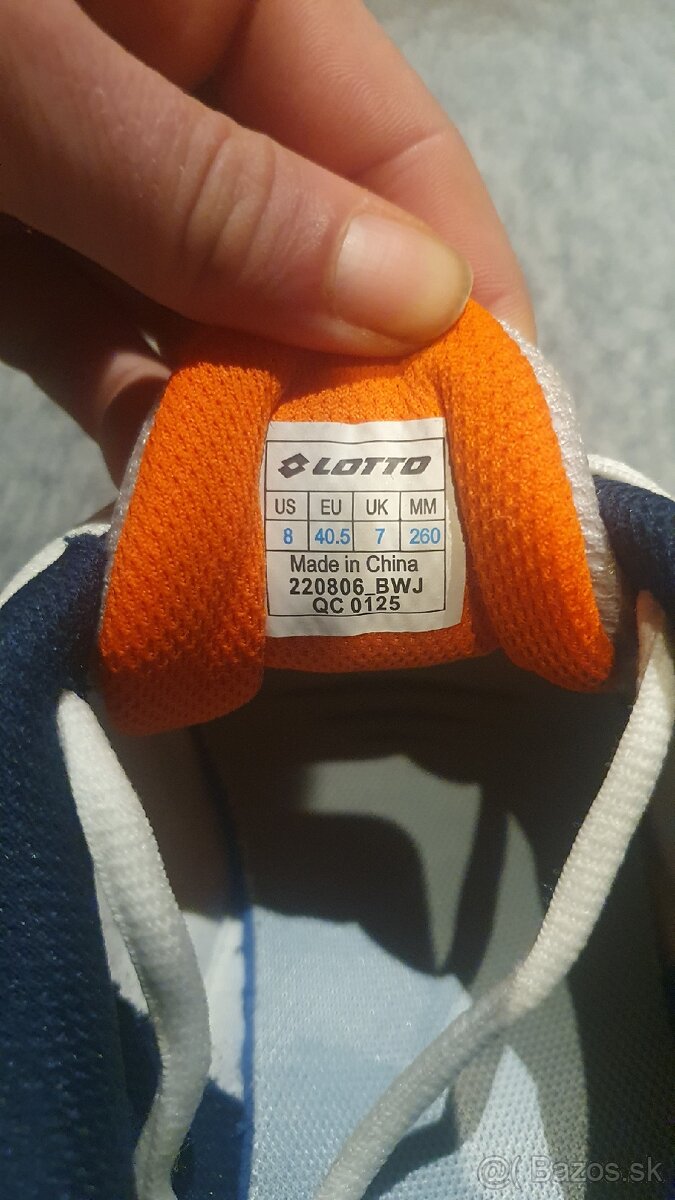 LOTTO
US EU UK MM
8 40.5 7 260
Made in China
220806_BWJ
QC 0125
@( Bazos.sk